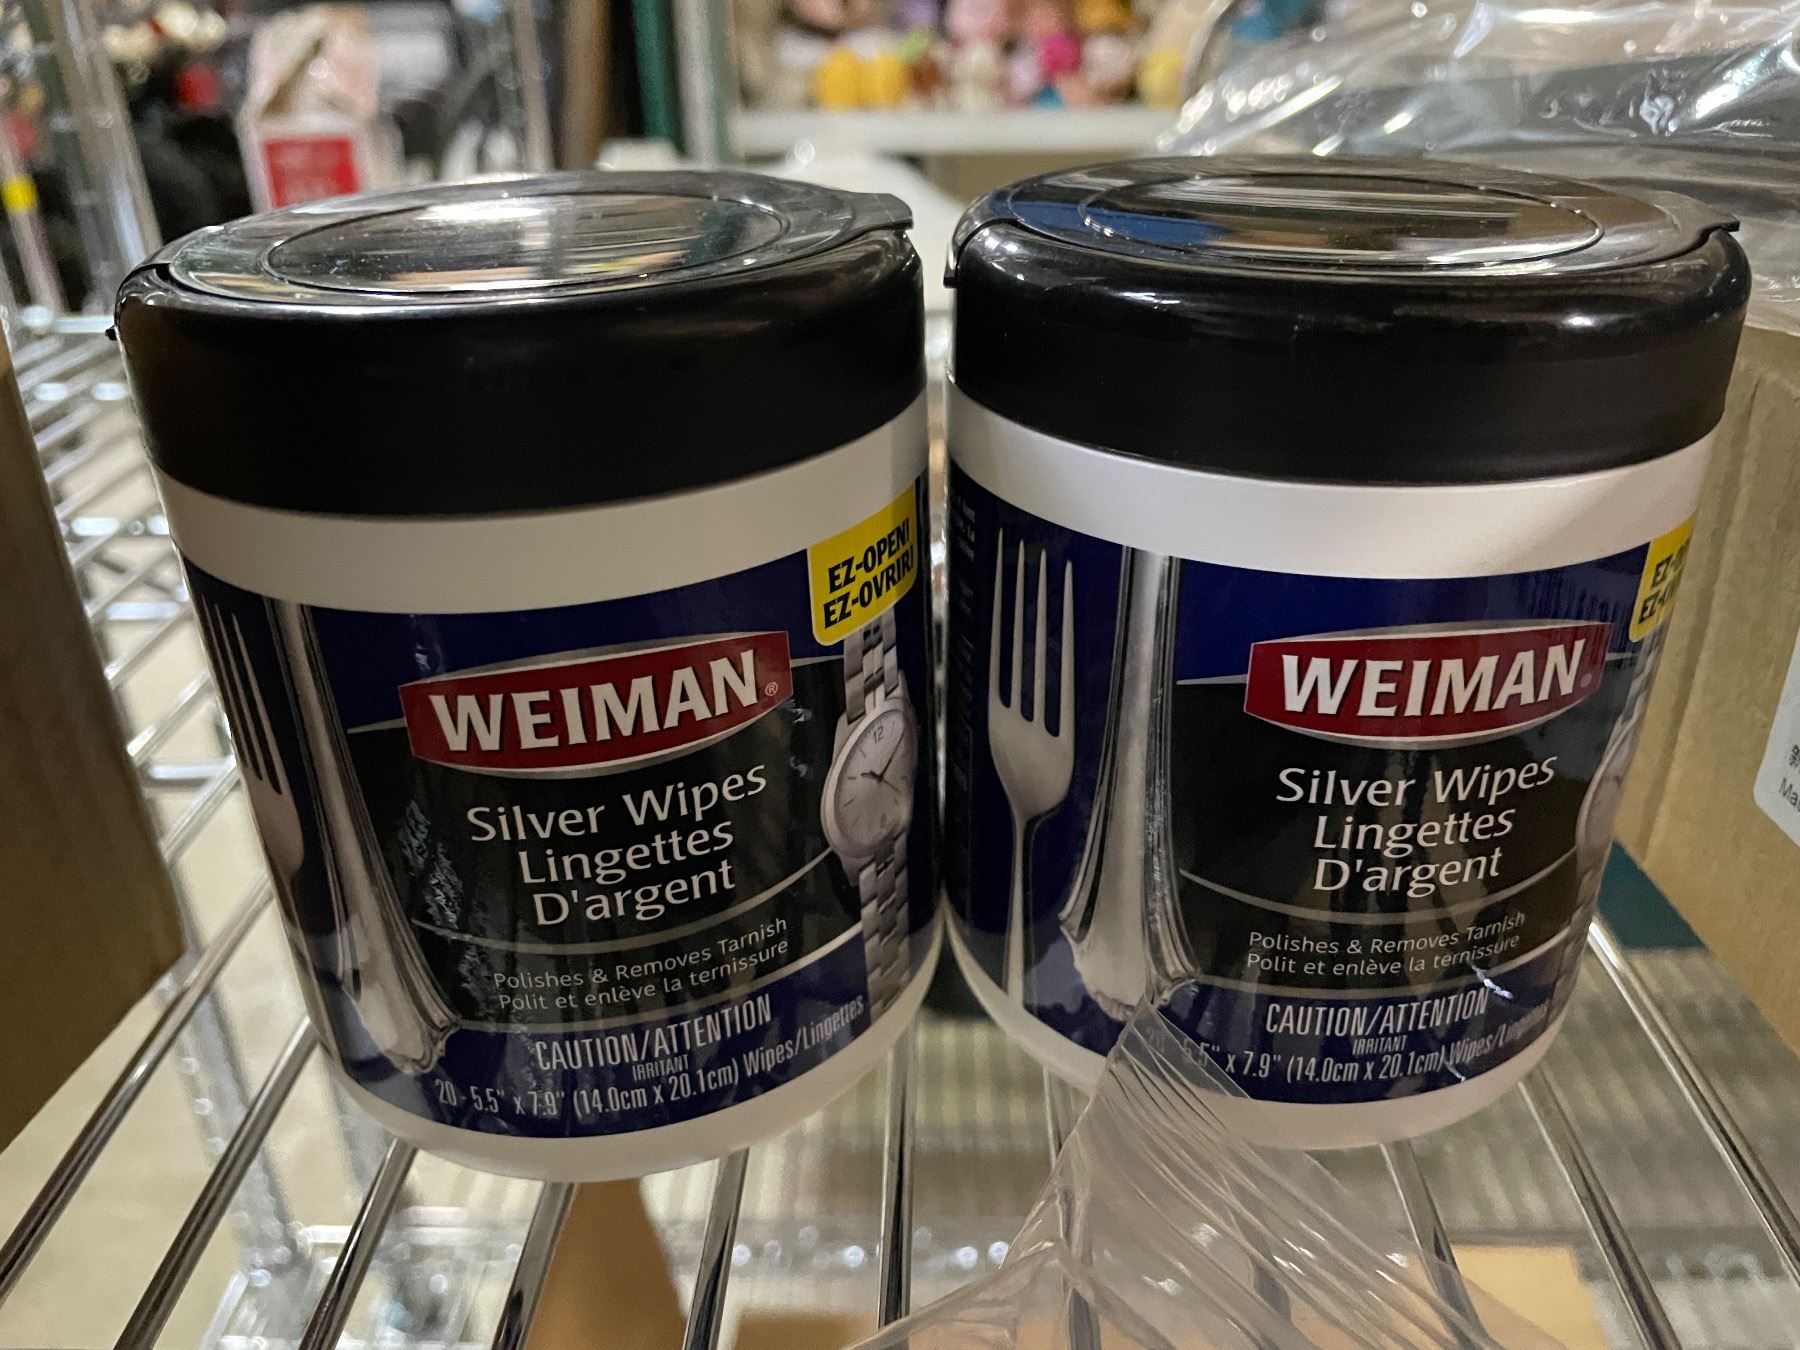 EZ-OPEN!
EZ-OVRIR!
WEIMAN®
Silver Wipes
Lingettes
D'argent
Polishes & Removes Tarnish
Polit et enlève la ternissure
CAUTION/ATTENTION
IRRITANT
20 - 5.5" x 7.9" (14.0cm x 20.1cm) Wipes/Lingettes
WEIMAN®
Silver Wipes
Lingettes
D'argent
Polishes & Removes Tarnish
Polit et enlève la ternissure
CAUTION/ATTENTION
IRRITANT
5.5" x 7.9" (14.0cm x 20.1cm) Wipes/Lingettes